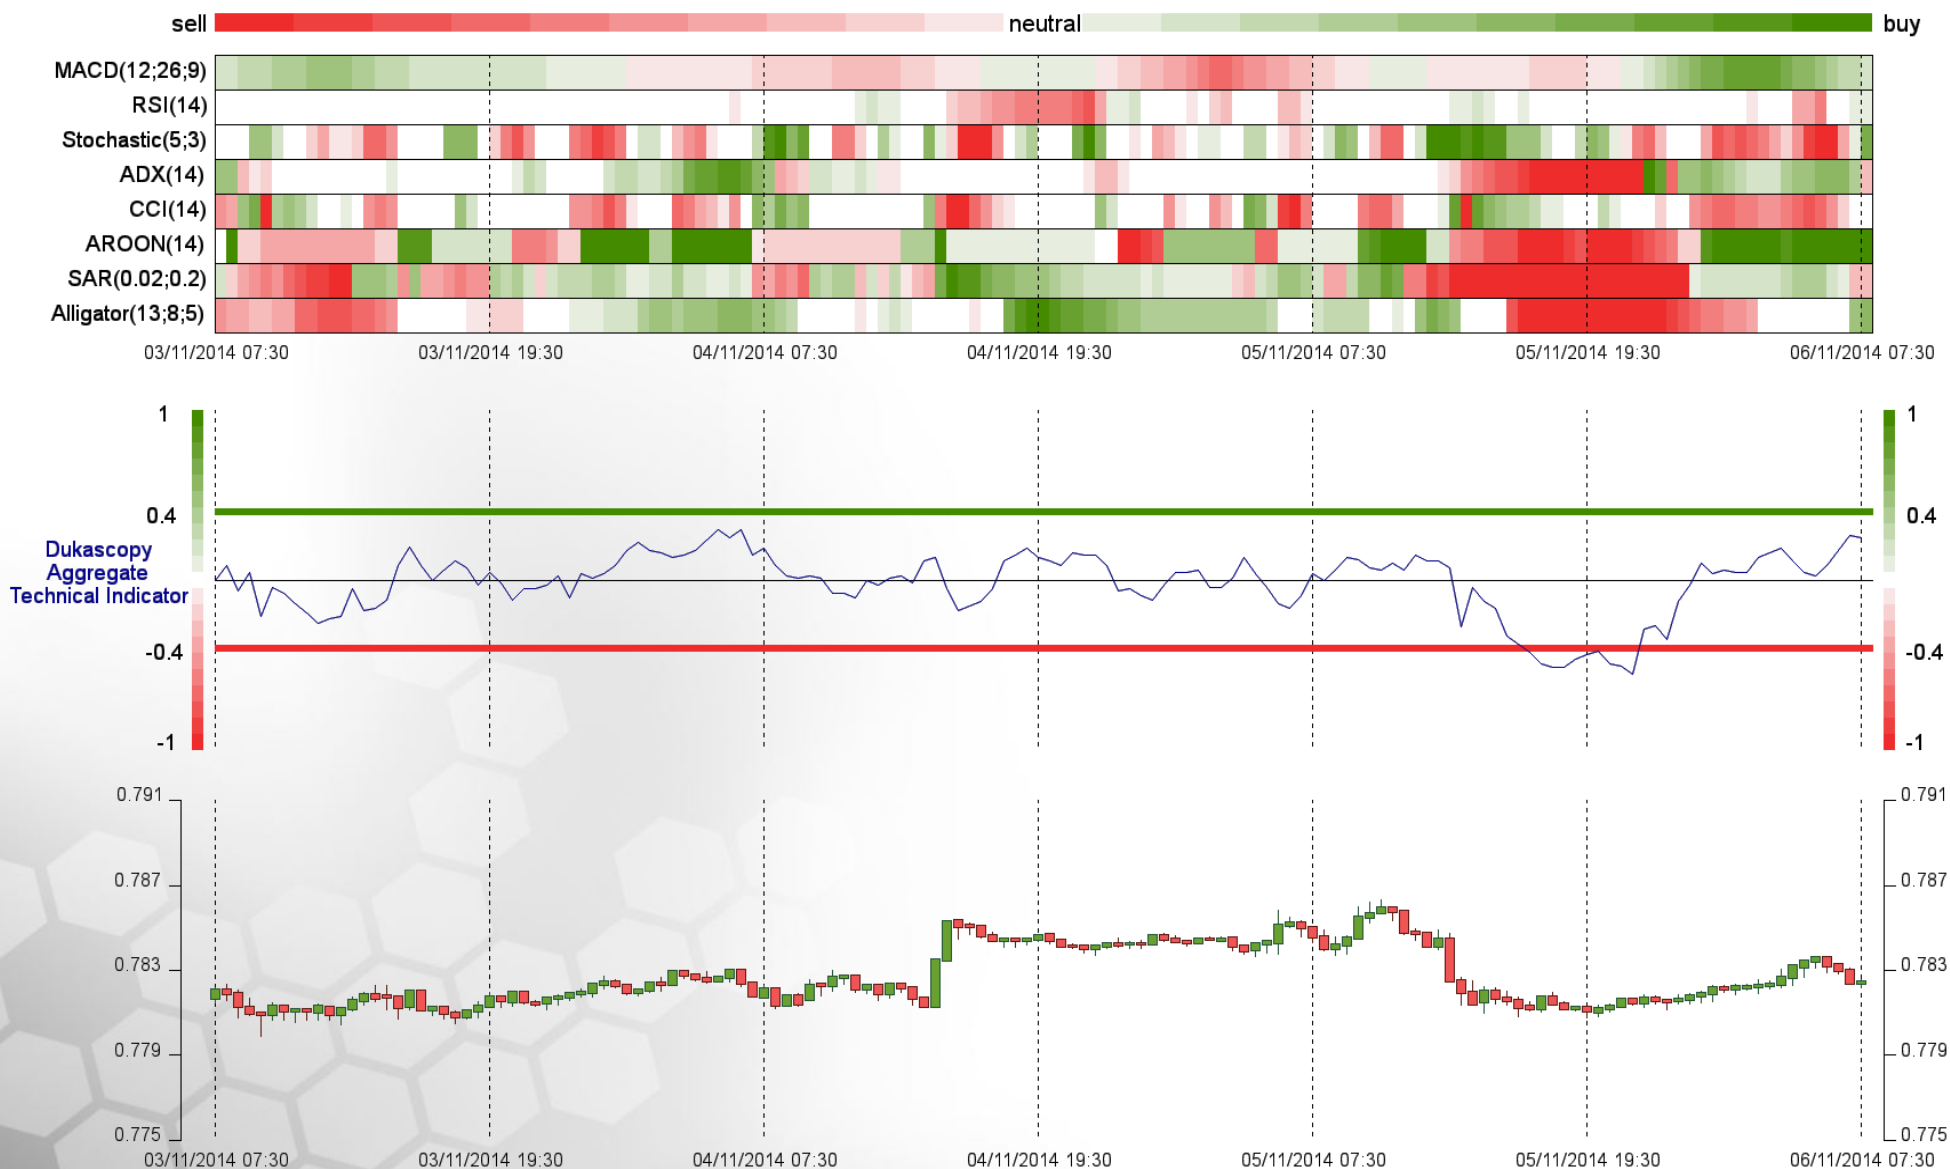 sell neutral buy
MACD(12;26;9)
RSI(14)
Stochastic(5;3)
ADX(14)
CCI(14)
AROON(14)
SAR(0.02;0.2)
Alligator(13;8;5)
03/11/2014 07:30 03/11/2014 19:30 04/11/2014 07:30 04/11/2014 19:30 05/11/2014 07:30 05/11/2014 19:30 06/11/2014 07:30
1 1
0.4 0.4
Dukascopy
Aggregate
Technical Indicator
-0.4 -0.4
-1 -1
0.791 0.791
0.787 0.787
0.783 0.783
0.779 0.779
0.775 0.775
03/11/2014 07:30 03/11/2014 19:30 04/11/2014 07:30 04/11/2014 19:30 05/11/2014 07:30 05/11/2014 19:30 06/11/2014 07:30